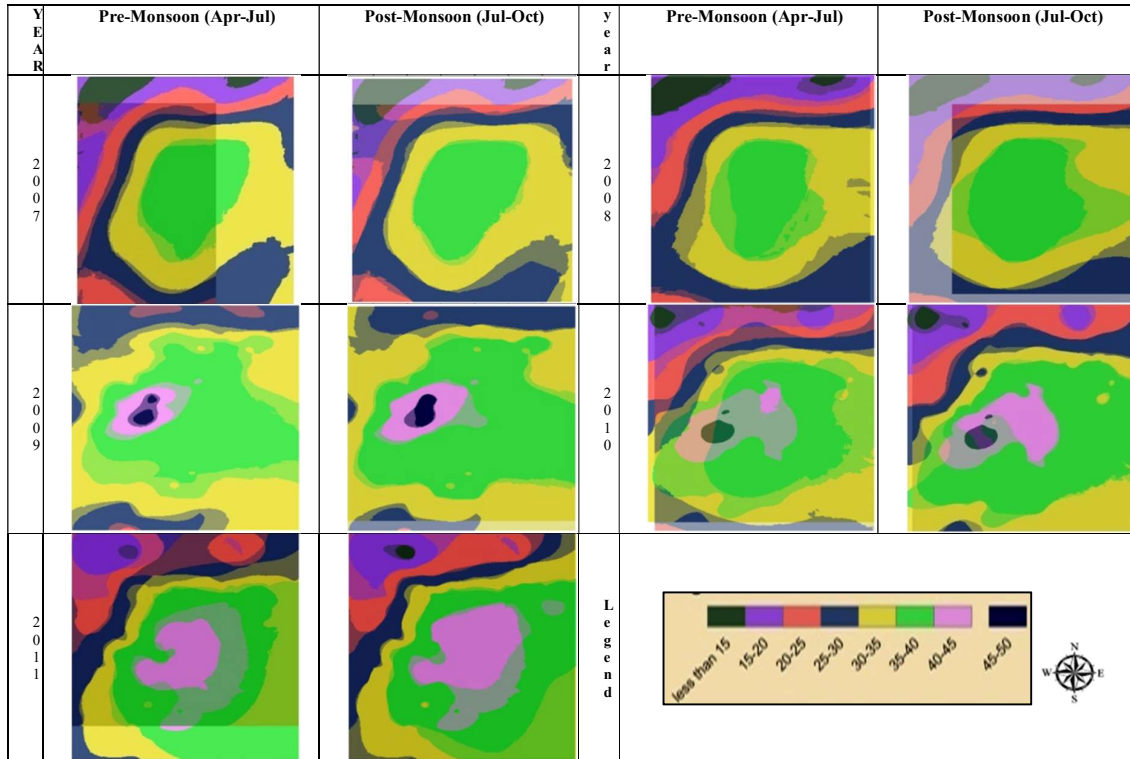 YEAR
Pre-Monsoon (Apr-Jul)
Post-Monsoon (Jul-Oct)
year
Pre-Monsoon (Apr-Jul)
Post-Monsoon (Jul-Oct)
2007
2008
2009
2010
2011
Legend
less than 15
15-20
20-25
25-30
30-35
35-40
40-45
45-50
N
W
E
S